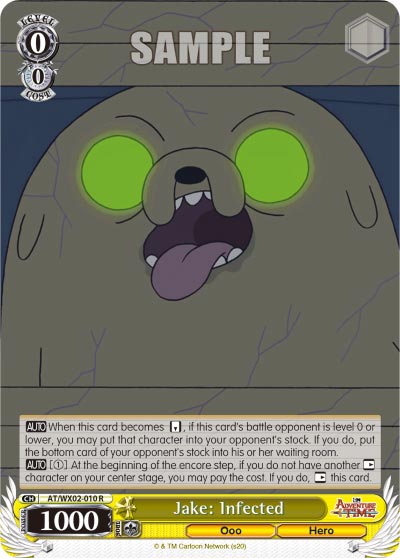 LEVEL
0
0
COST
SAMPLE
AUTO When this card becomes [▼], if this card's battle opponent is level 0 or
lower, you may put that character into your opponent's stock. If you do, put
the bottom card of your opponent's stock into his or her waiting room.
AUTO [①] At the beginning of the encore step, if you do not have another [►]
character on your center stage, you may pay the cost. If you do, [►] this card.
CH AT/WX02-010 R
POWER 1000 SOUL
Jake: Infected
Ooo Hero
ADVENTURE TIME
© & TM Cartoon Network (s20)